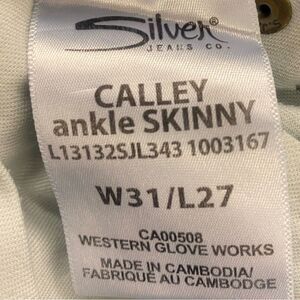 Silver
JEANS CO.
CALLEY
ankle SKINNY
L13132SJL343 1003167
W31/L27
CA00508
WESTERN GLOVE WORKS
MADE IN CAMBODIA/
FABRIQUÉ AU CAMBODGE